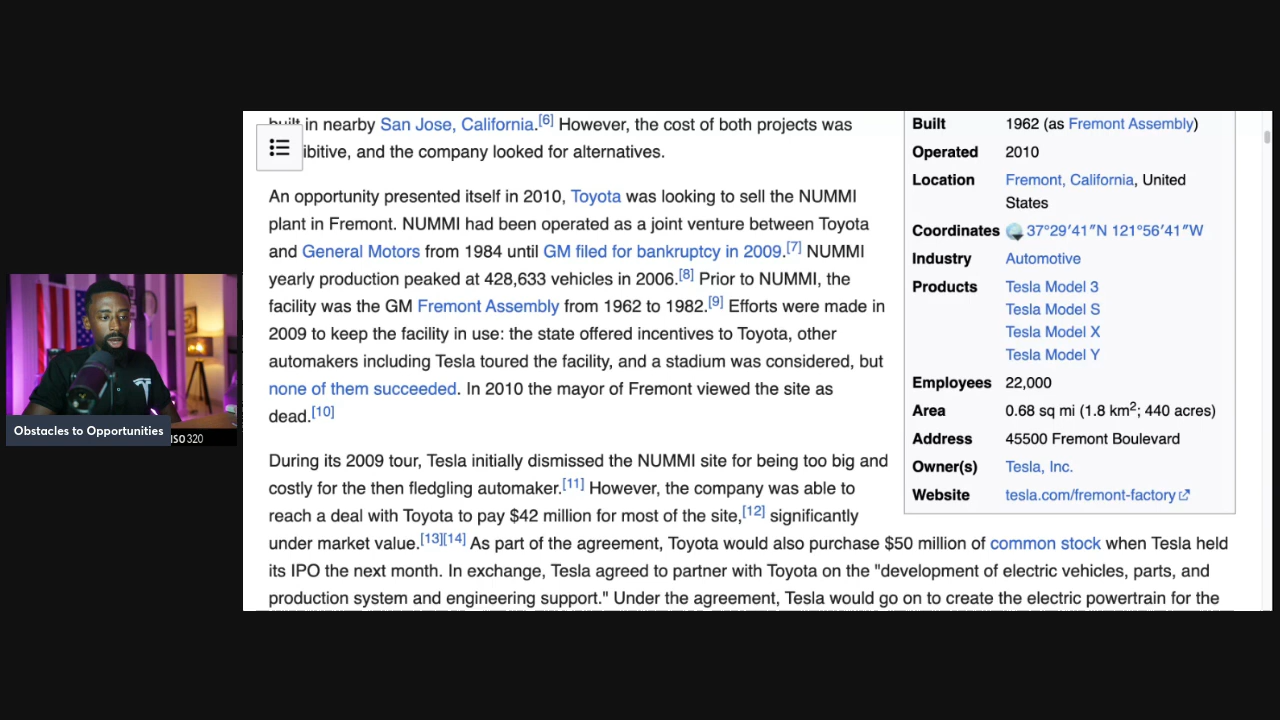 built in nearby San Jose, California.[6] However, the cost of both projects was
ibitive, and the company looked for alternatives.
An opportunity presented itself in 2010, Toyota was looking to sell the NUMMI
plant in Fremont. NUMMI had been operated as a joint venture between Toyota
and General Motors from 1984 until GM filed for bankruptcy in 2009.[7] NUMMI
yearly production peaked at 428,633 vehicles in 2006.[8] Prior to NUMMI, the
facility was the GM Fremont Assembly from 1962 to 1982.[9] Efforts were made in
2009 to keep the facility in use: the state offered incentives to Toyota, other
automakers including Tesla toured the facility, and a stadium was considered, but
none of them succeeded. In 2010 the mayor of Fremont viewed the site as
dead.[10]
During its 2009 tour, Tesla initially dismissed the NUMMI site for being too big and
costly for the then fledgling automaker.[11] However, the company was able to
reach a deal with Toyota to pay $42 million for most of the site,[12] significantly
under market value.[13][14] As part of the agreement, Toyota would also purchase $50 million of common stock when Tesla held
its IPO the next month. In exchange, Tesla agreed to partner with Toyota on the "development of electric vehicles, parts, and
production system and engineering support." Under the agreement, Tesla would go on to create the electric powertrain for the
Built 1962 (as Fremont Assembly)
Operated 2010
Location Fremont, California, United
States
Coordinates 37°29′41″N 121°56′41″W
Industry Automotive
Products Tesla Model 3
Tesla Model S
Tesla Model X
Tesla Model Y
Employees 22,000
Area 0.68 sq mi (1.8 km²; 440 acres)
Address 45500 Fremont Boulevard
Owner(s) Tesla, Inc.
Website tesla.com/fremont-factory
Obstacles to Opportunities
ISO 320